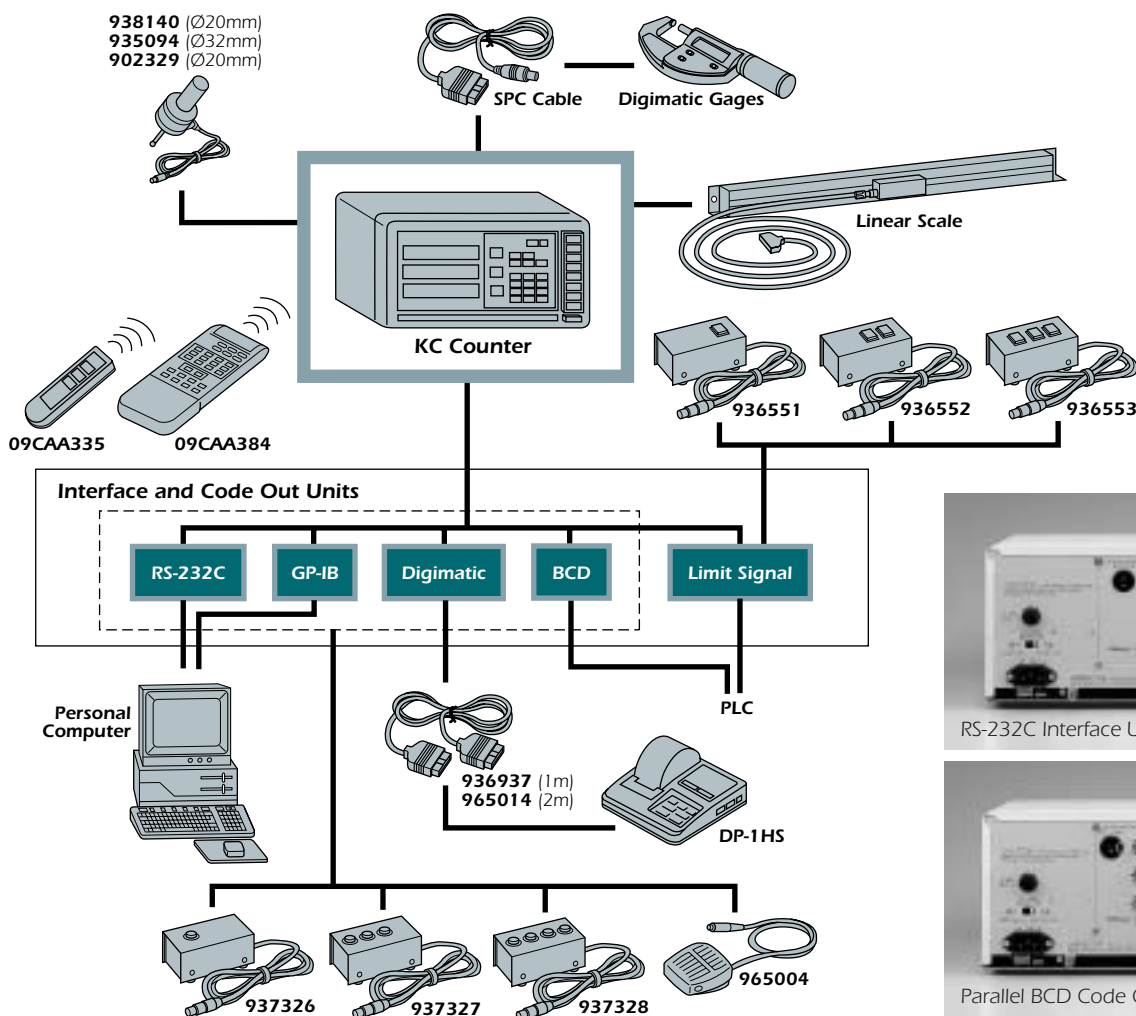 938140 (Ø20mm)
935094 (Ø32mm)
902329 (Ø20mm)
SPC Cable
Digimatic Gages
Linear Scale
KC Counter
09CAA335
09CAA384
936551
936552
936553
Interface and Code Out Units
RS-232C
GP-IB
Digimatic
BCD
Limit Signal
Personal
Computer
PLC
936937 (1m)
965014 (2m)
DP-1HS
937326
937327
937328
965004
RS-232C Interface U
Parallel BCD Code